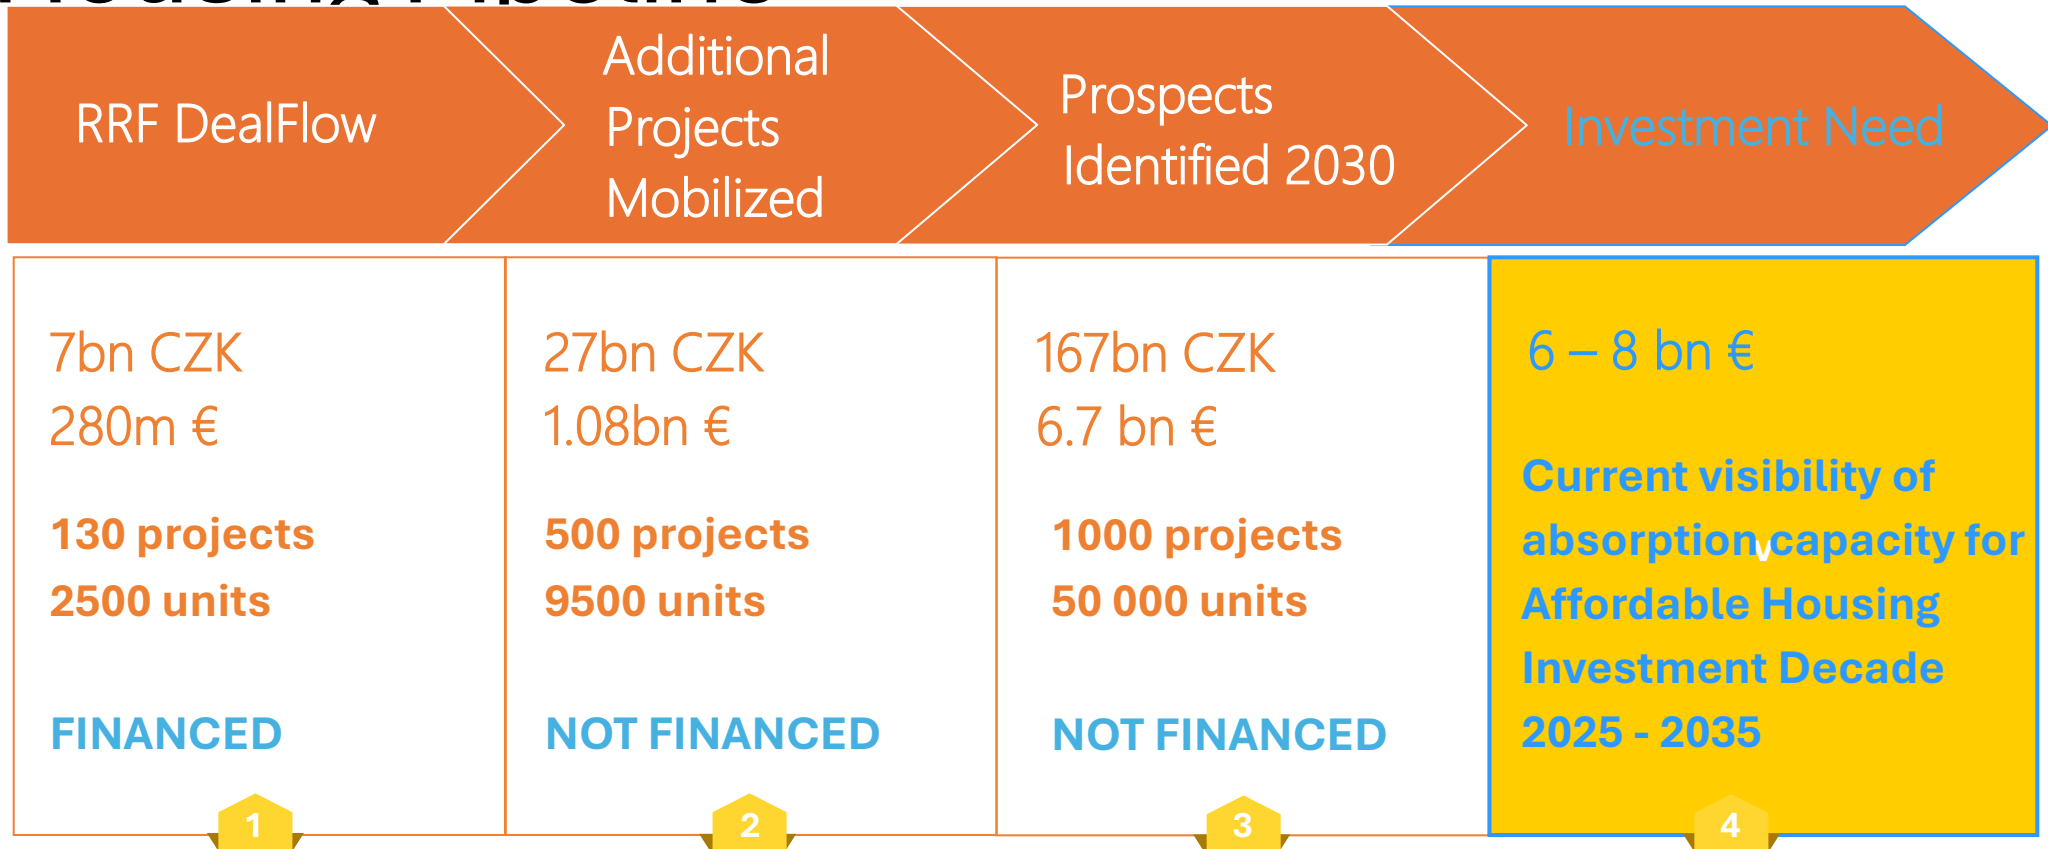 Housing Pipeline
RRF DealFlow
Additional
Projects
Mobilized
Prospects
Identified 2030
Investment Need
7bn CZK
280m €
130 projects
2500 units
FINANCED
1
27bn CZK
1.08bn €
500 projects
9500 units
NOT FINANCED
2
167bn CZK
6.7 bn €
1000 projects
50 000 units
NOT FINANCED
3
6 – 8 bn €
Current visibility of
absorption capacity for
Affordable Housing
Investment Decade
2025 - 2035
v
4